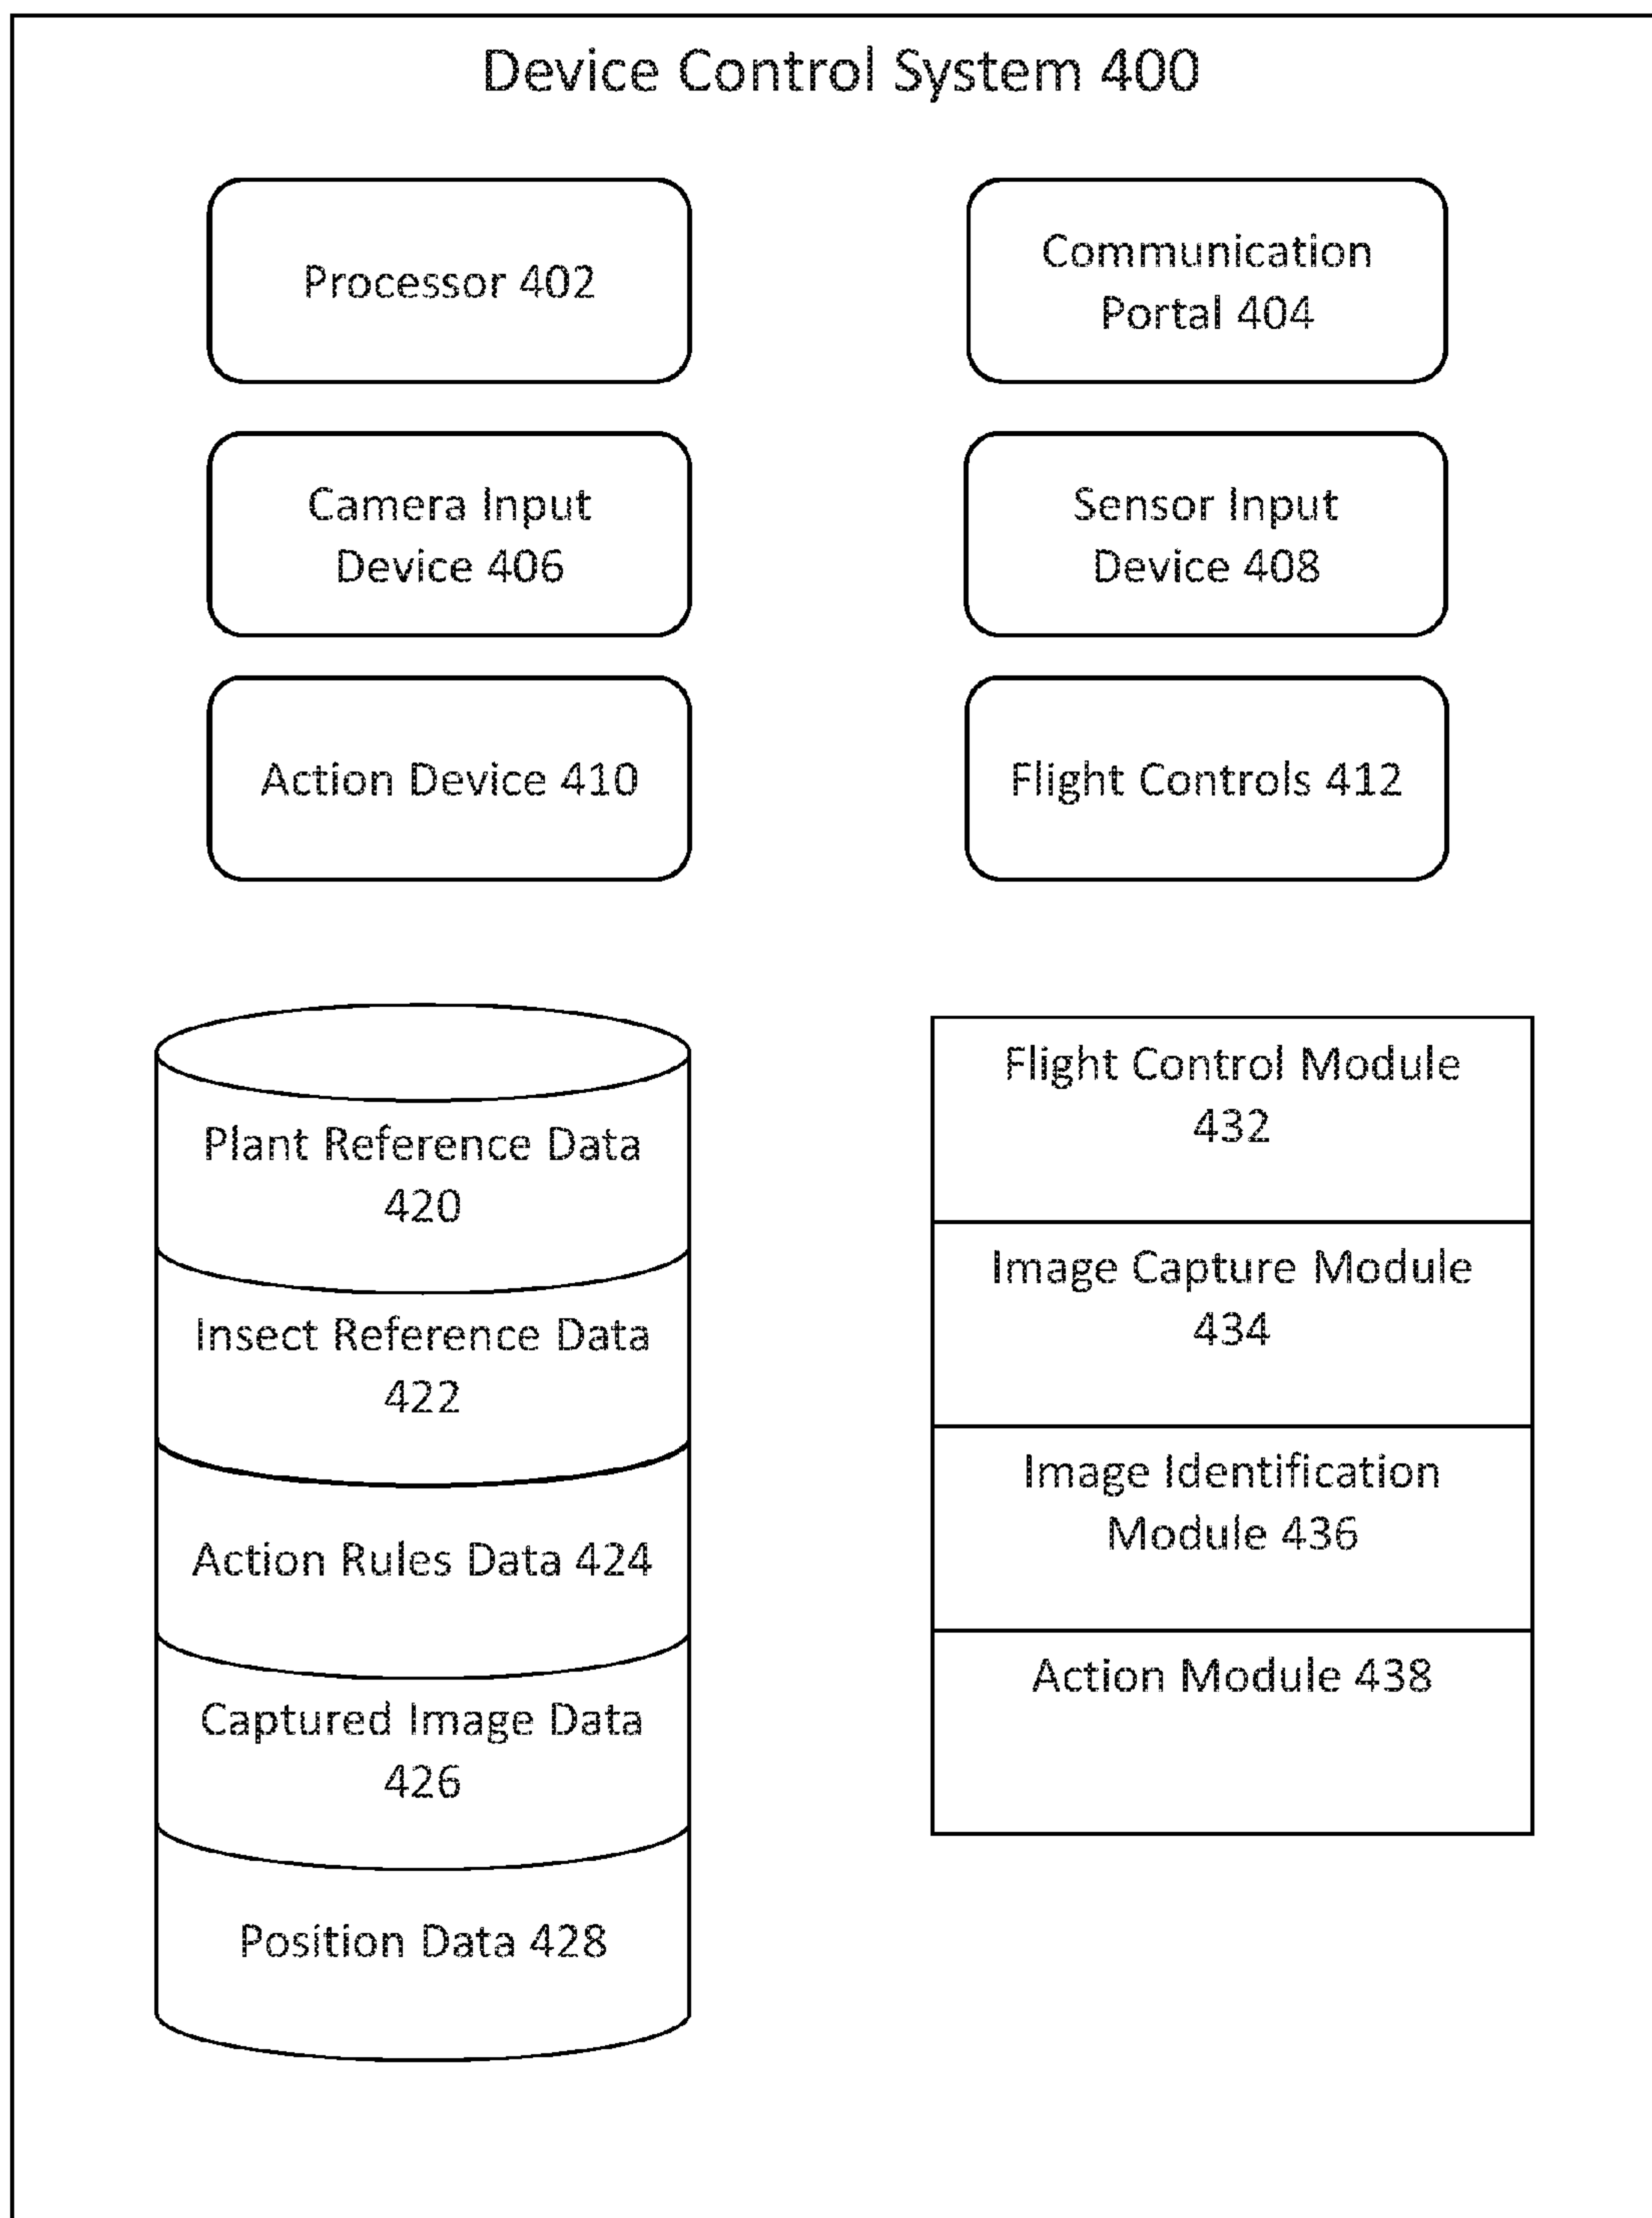 Device Control System 400
Processor 402
Communication
Portal 404
Camera Input
Device 406
Sensor Input
Device 408
Action Device 410
Flight Controls 412
Plant Reference Data
420
Insect Reference Data
422
Action Rules Data 424
Captured Image Data
426
Position Data 428
Flight Control Module
432
Image Capture Module
434
Image Identification
Module 436
Action Module 438